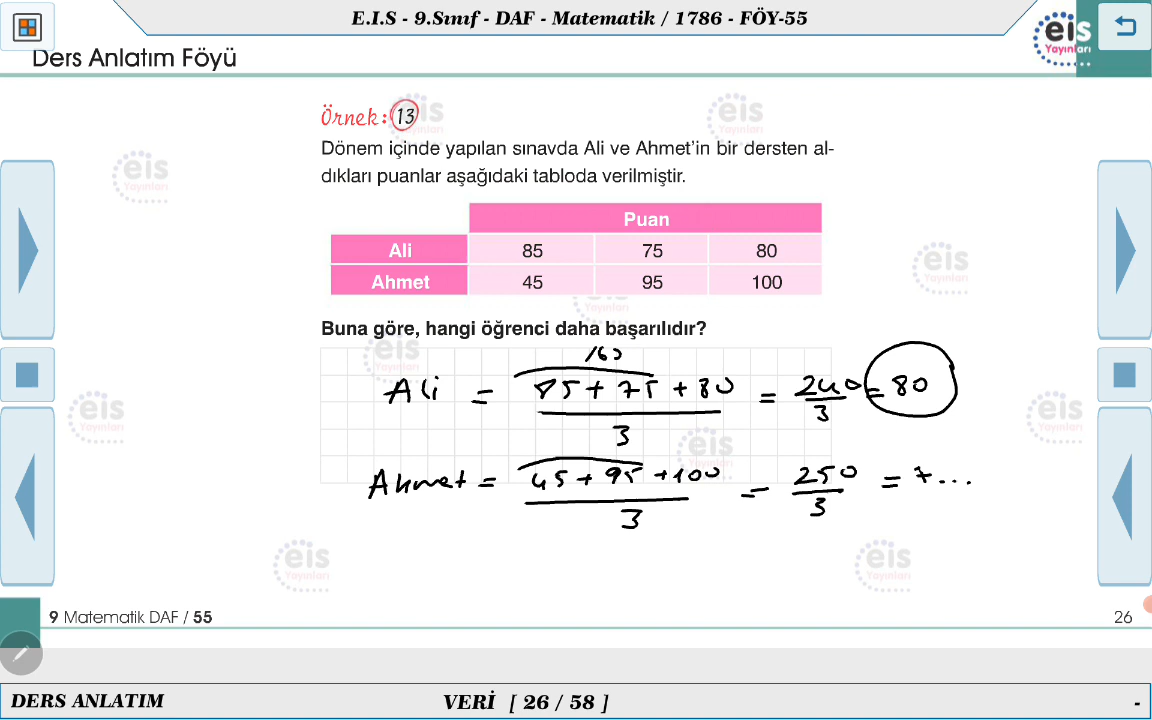 E.I.S - 9.Sınıf - DAF - Matematik / 1786 - FÖY-55
eis
Yayınları
Ders Anlatım Föyü
Örnek: 13
Dönem içinde yapılan sınavda Ali ve Ahmet'in bir dersten al-
dıkları puanlar aşağıdaki tabloda verilmiştir.
Puan
Ali 85 75 80
Ahmet 45 95 100
Buna göre, hangi öğrenci daha başarılıdır?
160
Ali = 85 + 75 + 80 / 3 = 240 / 3 = 80
Ahmet = 45 + 95 + 100 / 3 = 250 / 3 = 7...
9 Matematik DAF / 55
26
DERS ANLATIM
VERİ [ 26 / 58 ]
-